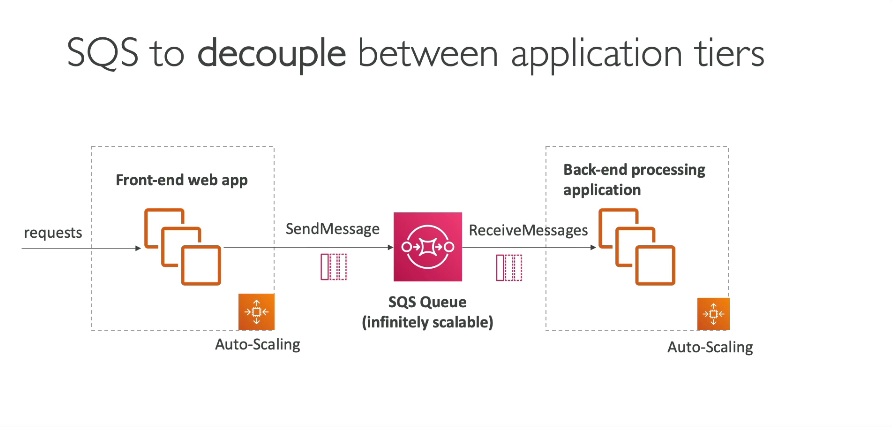 SQS to decouple between application tiers
Front-end web app
Back-end processing
application
requests
SendMessage
ReceiveMessages
SQS Queue
(infinitely scalable)
Auto-Scaling
Auto-Scaling